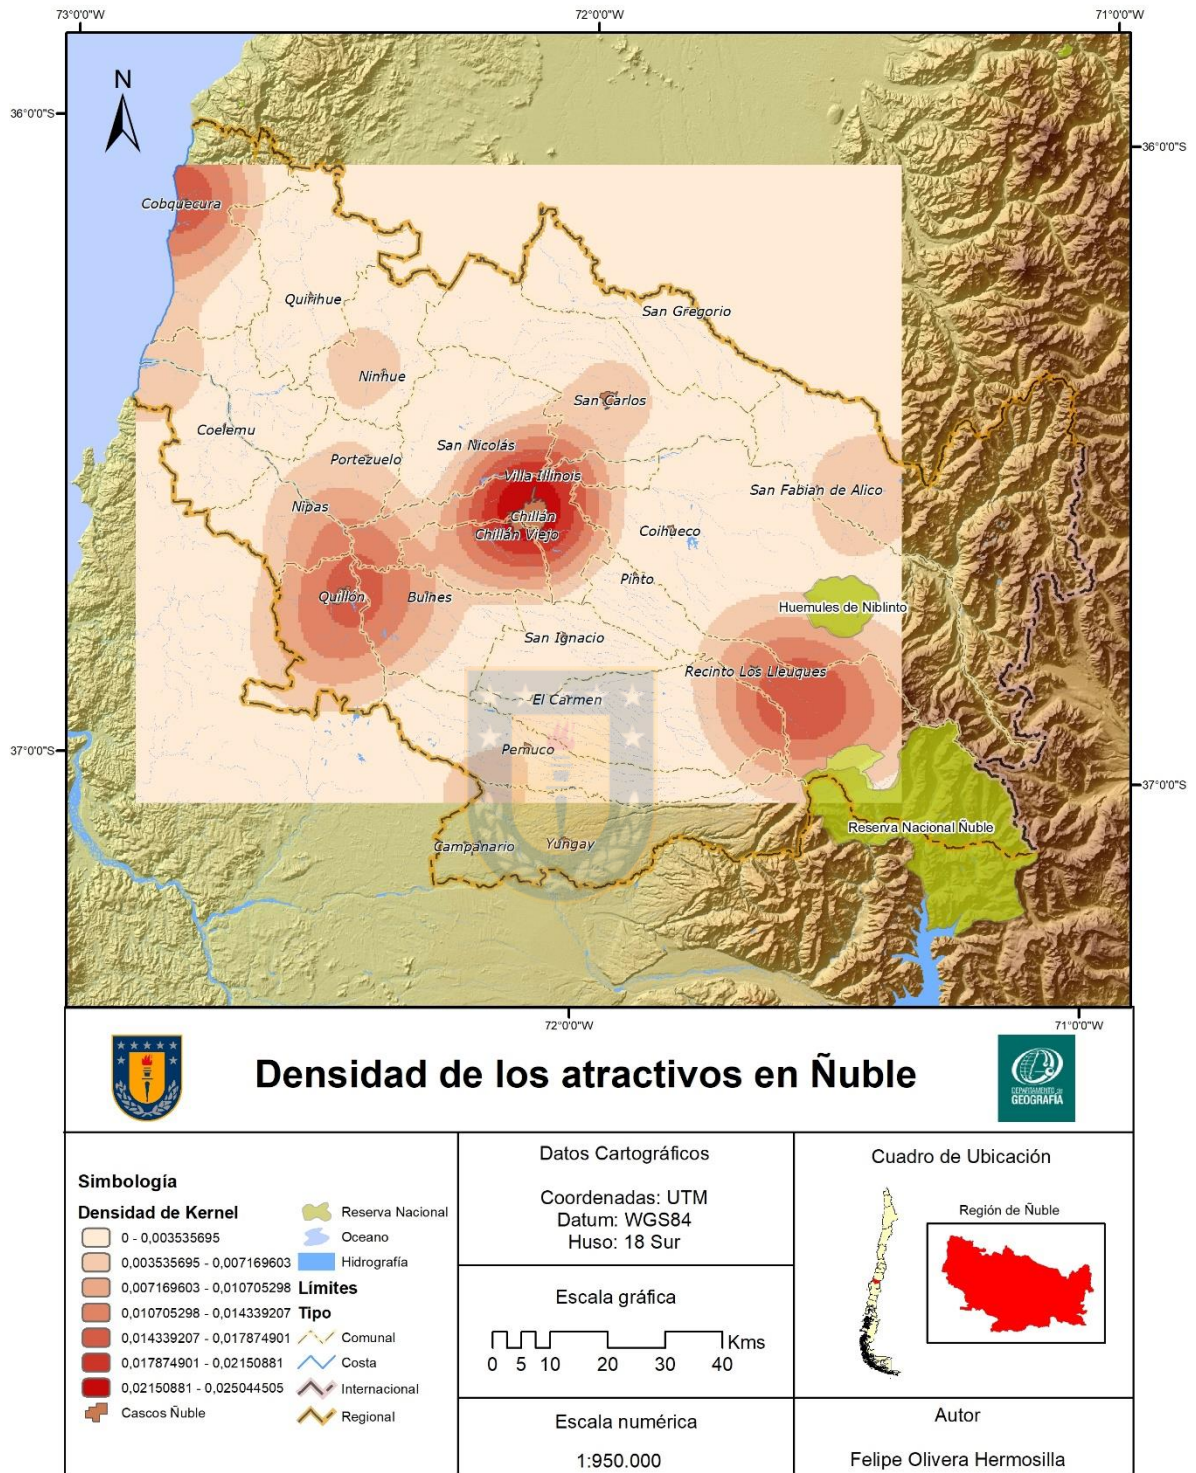 73°0'0"W
72°0'0"W
71°0'0"W
36°0'0"S
36°0'0"S
N
Cobquecura
Quirihue
San Gregorio
Ninhue
San Carlos
Coelemu
San Nicolás
Portezuelo
Villa Illinois
San Fabian de Alico
Ñipas
Chillán
Coihueco
Chillán Viejo
Pinto
Quillón
Bulnes
Huemules de Niblinto
San Ignacio
Recinto Los Lleuques
El Carmen
Pemuco
37°0'0"S
37°0'0"S
Reserva Nacional Ñuble
Campanario
Yungay
72°0'0"W
71°0'0"W
Densidad de los atractivos en Ñuble
DEPARTAMENTO de
GEOGRAFÍA
Simbología
Densidad de Kernel
0 - 0,003535695
0,003535695 - 0,007169603
0,007169603 - 0,010705298
0,010705298 - 0,014339207
0,014339207 - 0,017874901
0,017874901 - 0,02150881
0,02150881 - 0,025044505
Cascos Ñuble
Reserva Nacional
Oceano
Hidrografía
Límites
Tipo
Comunal
Costa
Internacional
Regional
Datos Cartográficos
Coordenadas: UTM
Datum: WGS84
Huso: 18 Sur
Escala gráfica
Kms
0 5 10 20 30 40
Escala numérica
1:950.000
Cuadro de Ubicación
Región de Ñuble
Autor
Felipe Olivera Hermosilla